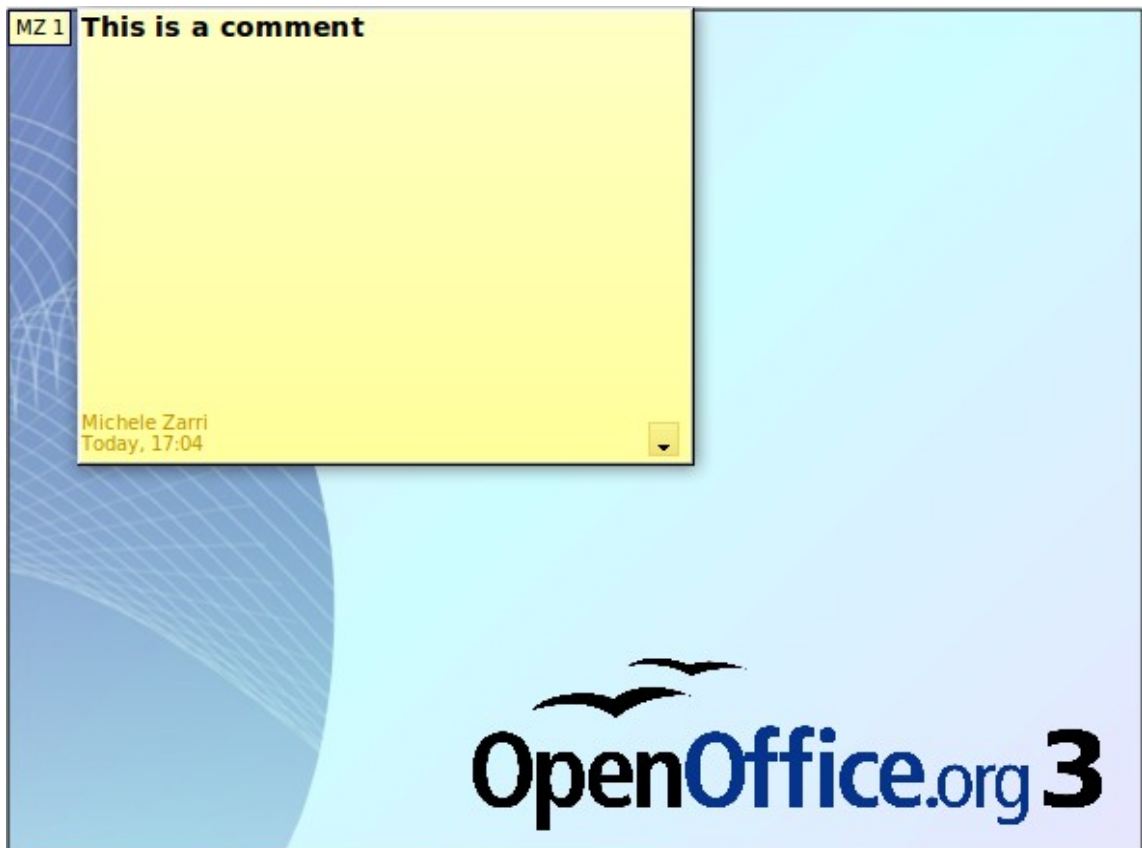 MZ 1
This is a comment
Michele Zarri
Today, 17:04
OpenOffice.org 3